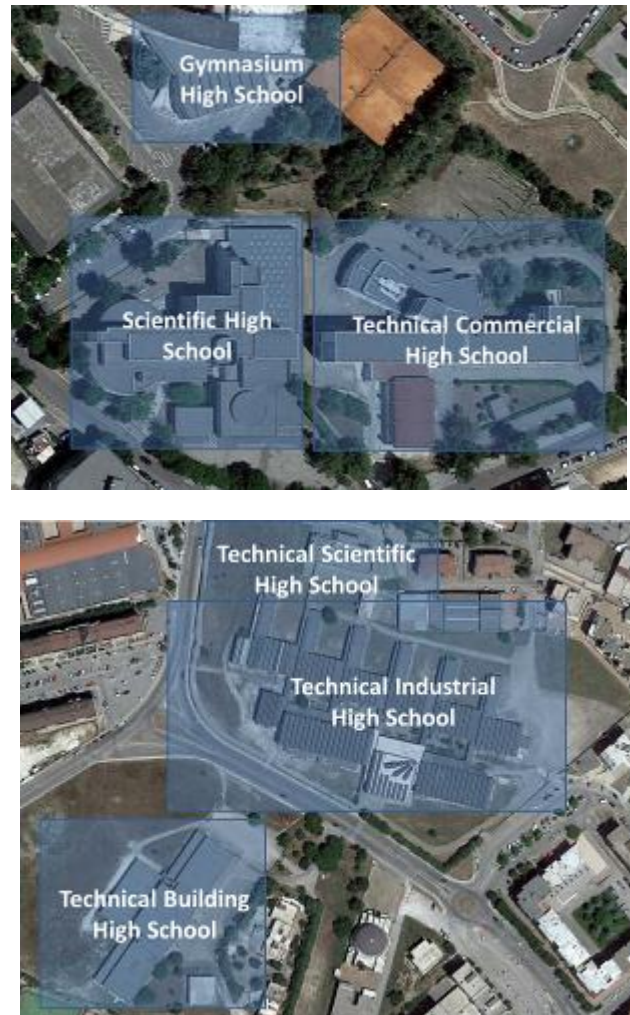 Gymnasium
High School
Scientific High
School
Technical Commercial
High School
Technical Scientific
High School
Technical Industrial
High School
Technical Building
High School